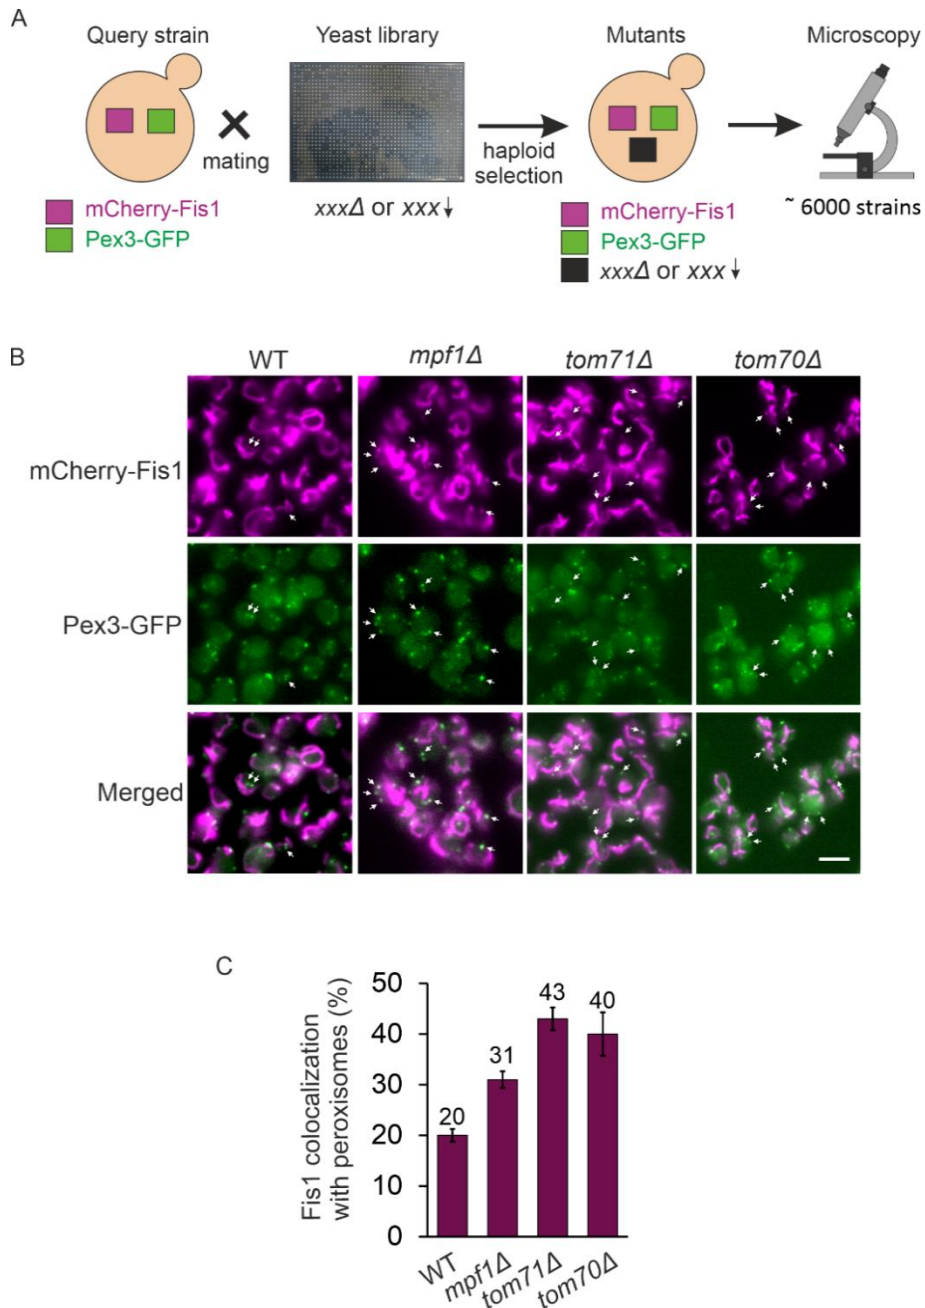 A
Query strain
Yeast library
Mutants
Microscopy
mating
haploid
selection
xxxΔ or xxx↓
~ 6000 strains
mCherry-Fis1
Pex3-GFP
mCherry-Fis1
Pex3-GFP
xxxΔ or xxx↓
B
WT
mpf1Δ
tom71Δ
tom70Δ
mCherry-Fis1
Pex3-GFP
Merged
C
Fis1 colocalization
with peroxisomes (%)
50
40
30
20
10
0
20
31
43
40
WT
mpf1Δ
tom71Δ
tom70Δ